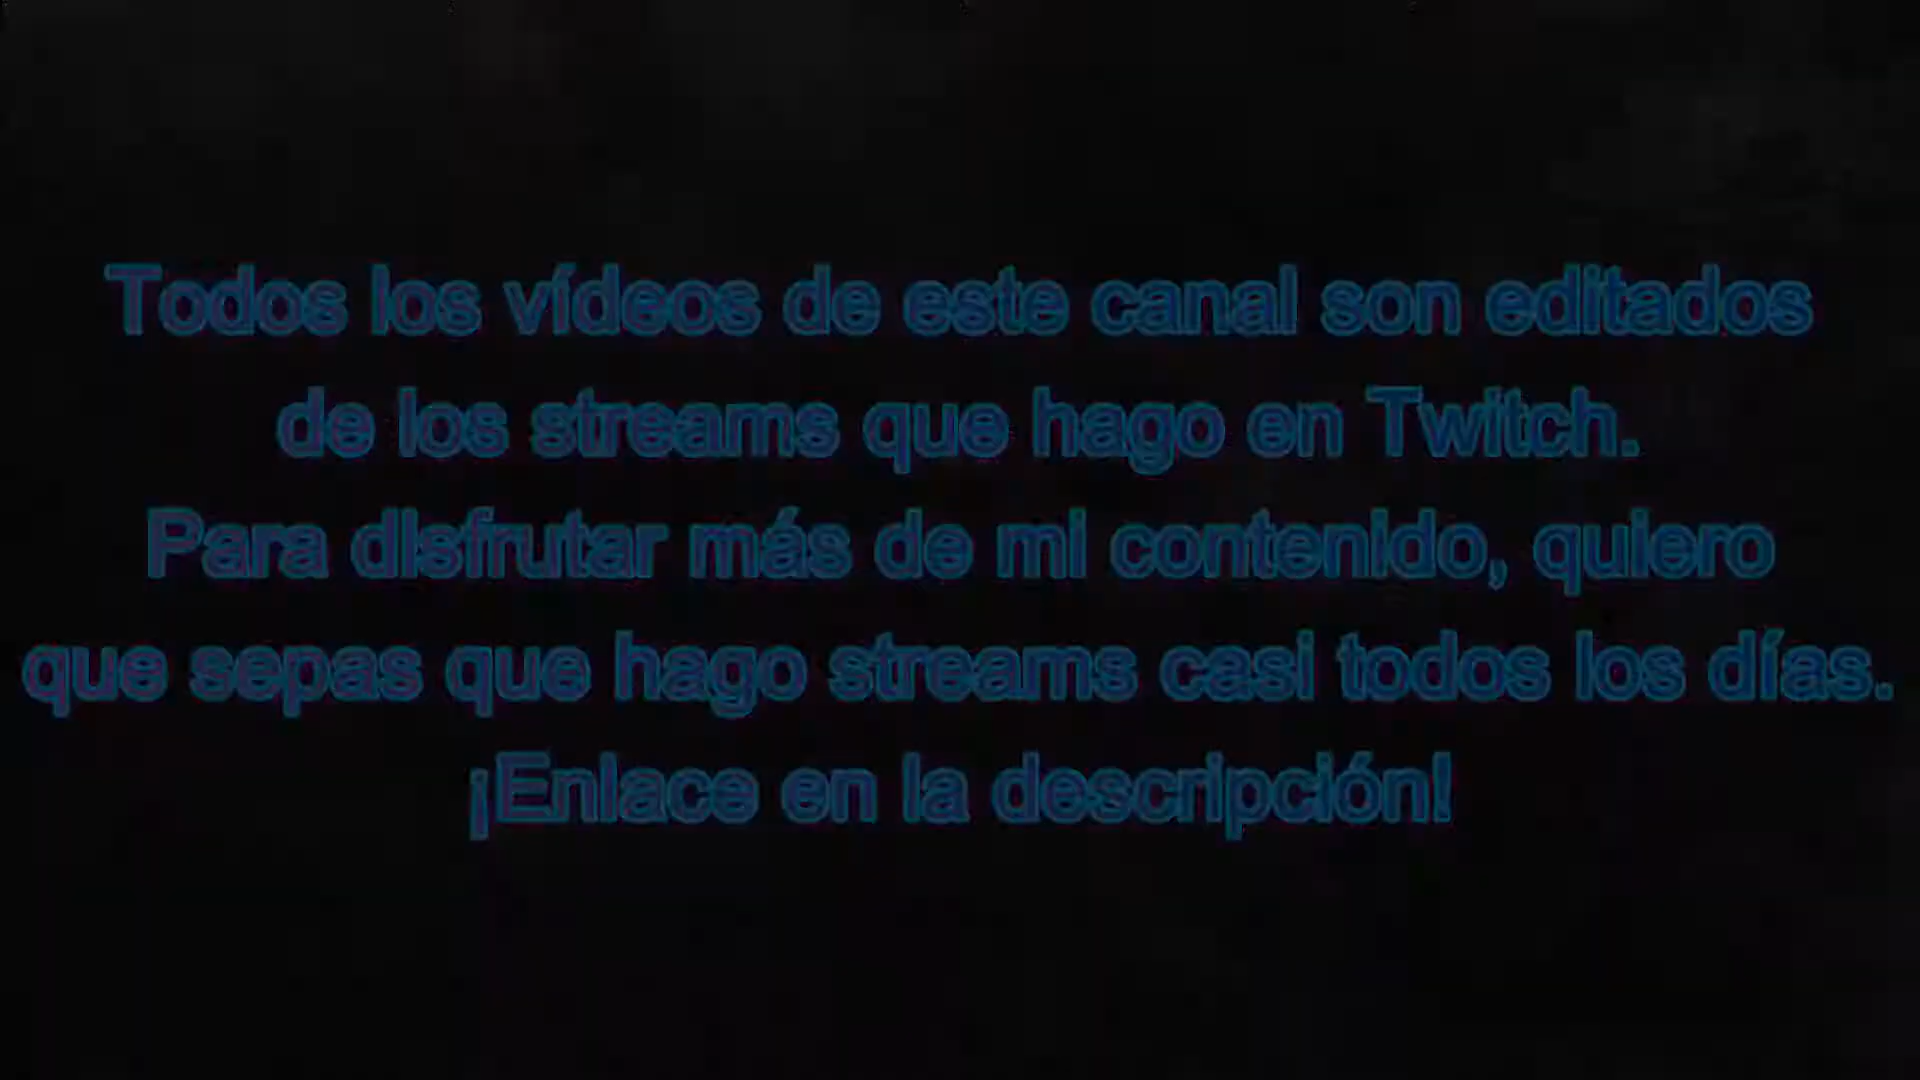 Todos los vídeos de este canal son editados
de los streams que hago en Twitch.
Para disfrutar más de mi contenido, quiero
que sepas que hago streams casi todos los días.
¡Enlace en la descripción!